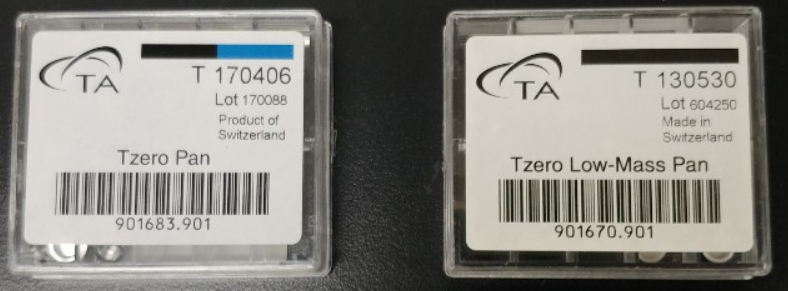 TA
T 170406
Lot 170088
Product of
Switzerland
Tzero Pan
901683.901
TA
T 130530
Lot 604250
Made in
Switzerland
Tzero Low-Mass Pan
901670.901